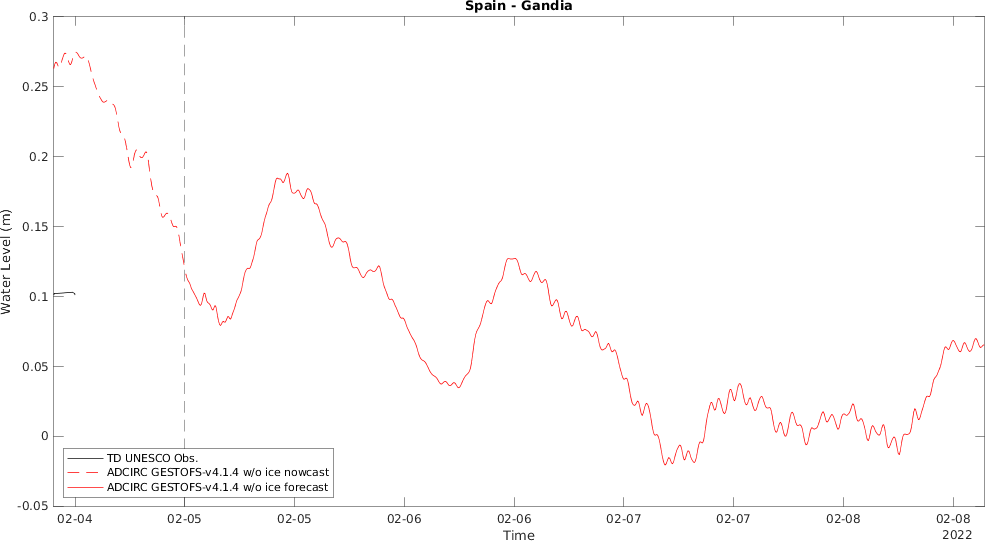 Spain - Gandia
0.3
0.25
0.2
0.15
0.1
0.05
0
-0.05
Water Level (m)
TD UNESCO Obs.
ADCIRC GESTOFS-v4.1.4 w/o ice nowcast
ADCIRC GESTOFS-v4.1.4 w/o ice forecast
02-04 02-05 02-05 02-06 02-06 02-07 02-07 02-08 02-08
Time
2022